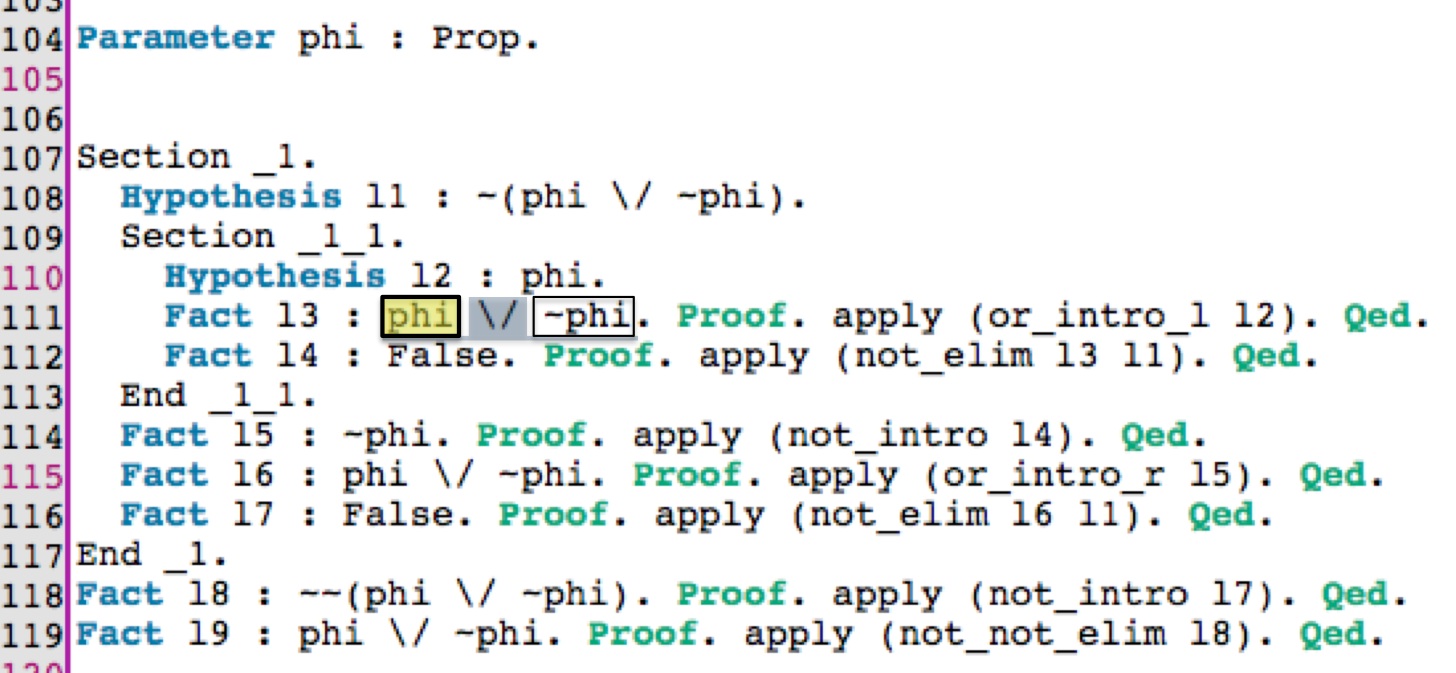 103
104 Parameter phi : Prop.
105
106
107 Section _1.
108 Hypothesis l1 : ~(phi \/ ~phi).
109 Section _1_1.
110 Hypothesis l2 : phi.
111 Fact l3 : phi \/ ~phi. Proof. apply (or_intro_l l2). Qed.
112 Fact l4 : False. Proof. apply (not_elim l3 l1). Qed.
113 End _1_1.
114 Fact l5 : ~phi. Proof. apply (not_intro l4). Qed.
115 Fact l6 : phi \/ ~phi. Proof. apply (or_intro_r l5). Qed.
116 Fact l7 : False. Proof. apply (not_elim l6 l1). Qed.
117 End _1.
118 Fact l8 : ~~(phi \/ ~phi). Proof. apply (not_intro l7). Qed.
119 Fact l9 : phi \/ ~phi. Proof. apply (not_not_elim l8). Qed.
120